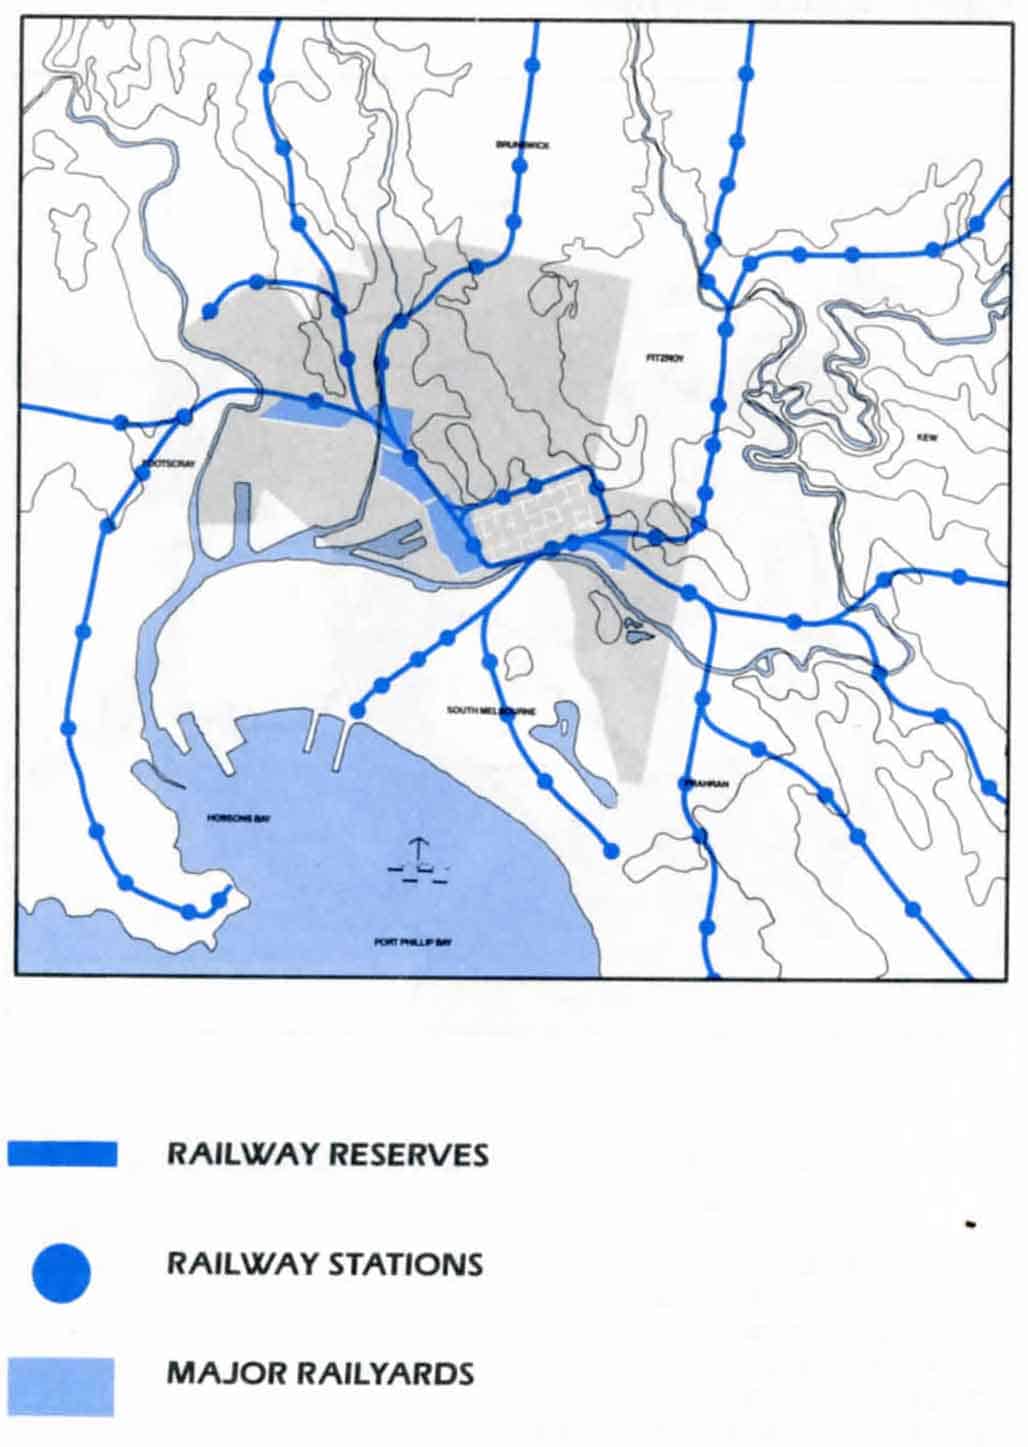 BRUNSWICK
FITZROY
KEW
FOOTSCRAY
SOUTH MELBOURNE
PRAHRAN
HOBSONS BAY
PORT PHILLIP BAY
RAILWAY RESERVES
RAILWAY STATIONS
MAJOR RAILYARDS